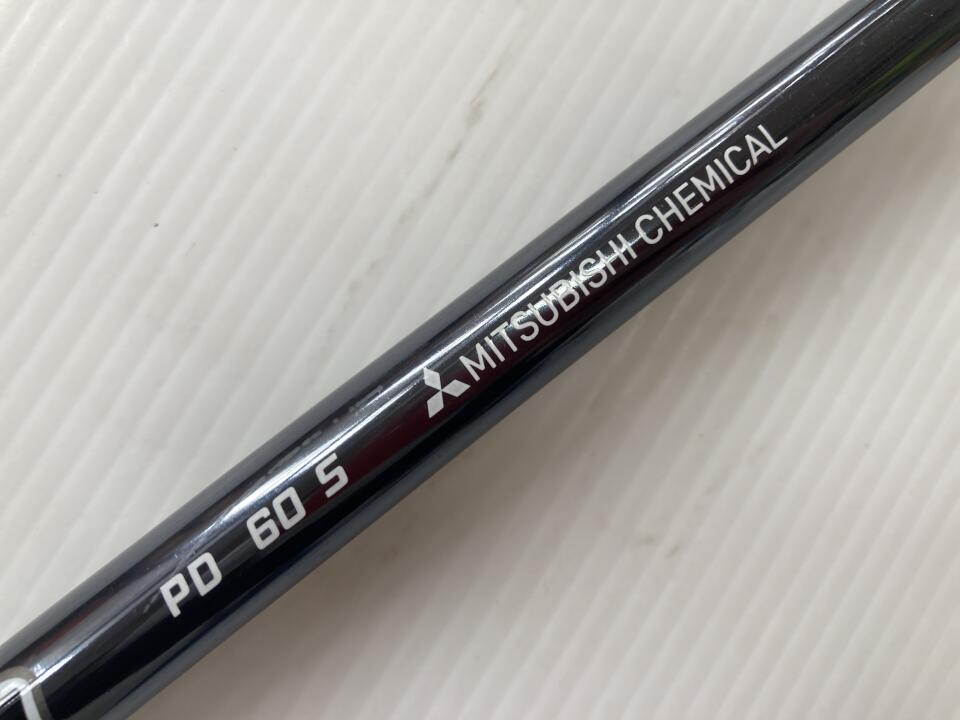 PD 60 S MITSUBISHI CHEMICAL